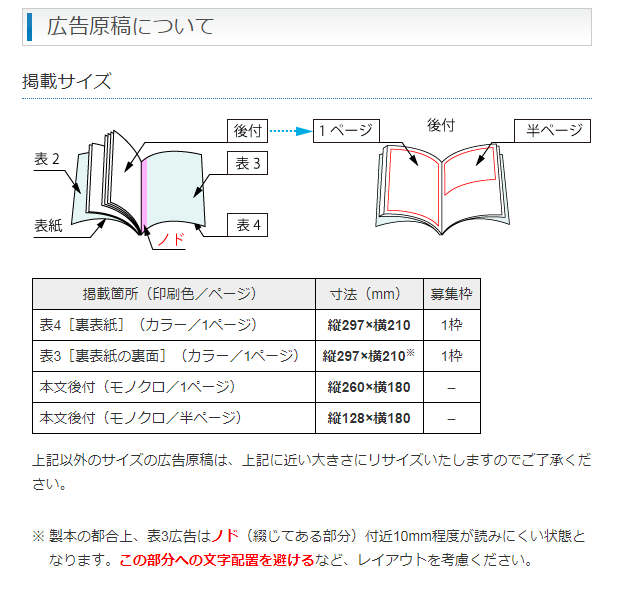 広告原稿について
掲載サイズ
後付
1 ページ
後付
半ページ
表 2
表 3
表紙
表 4
ノド
掲載箇所（印刷色／ページ） 寸法（mm） 募集枠
表4［裏表紙］（カラー／1ページ） 縦297×横210 1枠
表3［裏表紙の裏面］（カラー／1ページ） 縦297×横210※ 1枠
本文後付（モノクロ／1ページ） 縦260×横180 –
本文後付（モノクロ／半ページ） 縦128×横180 –
上記以外のサイズの広告原稿は、上記に近い大きさにリサイズいたしますのでご了承くだ
さい。
※ 製本の都合上、表3広告はノド（綴じてある部分）付近10mm程度が読みにくい状態と
なります。この部分への文字配置を避けるなど、レイアウトを考慮ください。